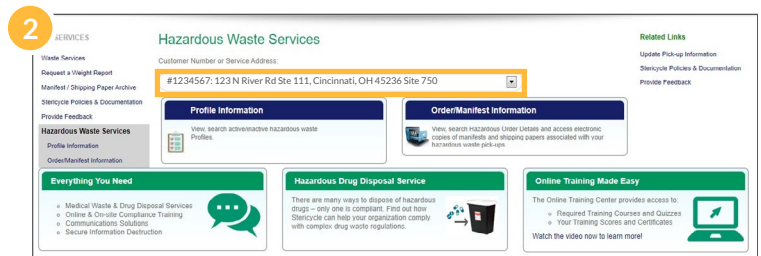 2
SERVICES
Waste Services
Request a Weight Report
Manifest / Shipping Paper Archive
Stericycle Policies & Documentation
Provide Feedback
Hazardous Waste Services
Profile Information
Order/Manifest Information
Hazardous Waste Services
Customer Number or Service Address:
#1234567: 123 N River Rd Ste 111, Cincinnati, OH 45236 Site 750
Profile Information
View, search active/inactive hazardous waste
Profiles.
Order/Manifest Information
View, search Hazardous Order Details and access electronic
copies of manifests and shipping papers associated with your
hazardous waste pick-ups
Related Links
Update Pick-up Information
Stericycle Policies & Documentation
Provide Feedback
Everything You Need
Medical Waste & Drug Disposal Services
Online & On-site Compliance Training
Communications Solutions
Secure Information Destruction
Hazardous Drug Disposal Service
There are many ways to dispose of hazardous
drugs – only one is compliant. Find out how
Stericycle can help your organization comply
with complex drug waste regulations.
Online Training Made Easy
The Online Training Center provides access to:
Required Training Courses and Quizzes
Your Training Scores and Certificates
Watch the video now to learn more!